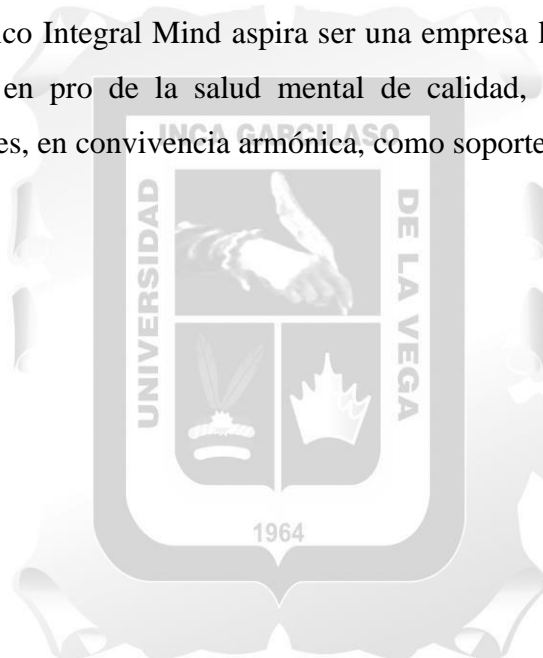 ico Integral Mind aspira ser una empresa l
en pro de la salud mental de calidad,
es, en convivencia armónica, como soporte
INCA GARCILASO
UNIVERSIDAD
DE LA VEGA
1964